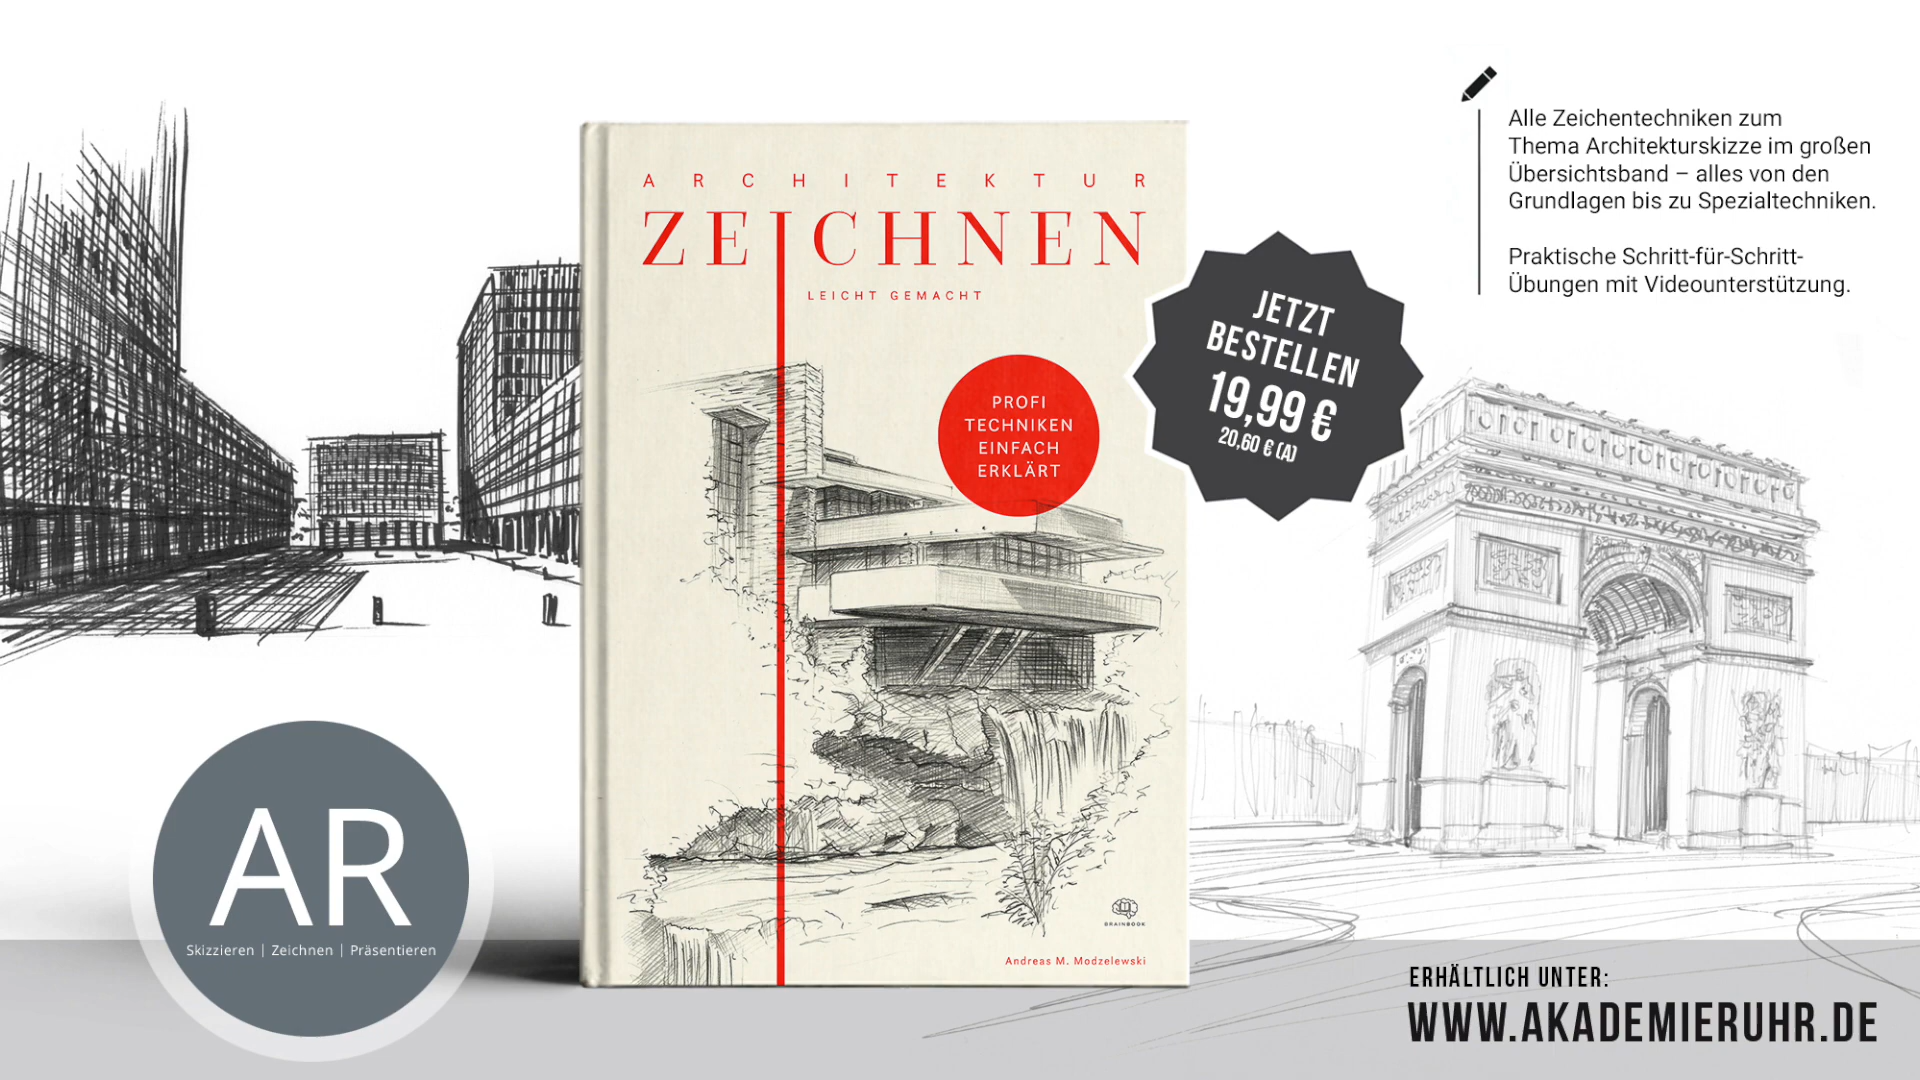 ARCHITEKTUR
ZEICHNEN
LEICHT GEMACHT
PROFI
TECHNIKEN
EINFACH
ERKLÄRT
BRAINBOOK
Andreas M. Modzelewski
JETZT
BESTELLEN
19,99 €
20,60 € (A)
Alle Zeichentechniken zum
Thema Architekturskizze im großen
Übersichtsband – alles von den
Grundlagen bis zu Spezialtechniken.
Praktische Schritt-für-Schritt-
Übungen mit Videounterstützung.
AR
Skizzieren | Zeichnen | Präsentieren
ERHÄLTLICH UNTER:
WWW.AKADEMIERUHR.DE